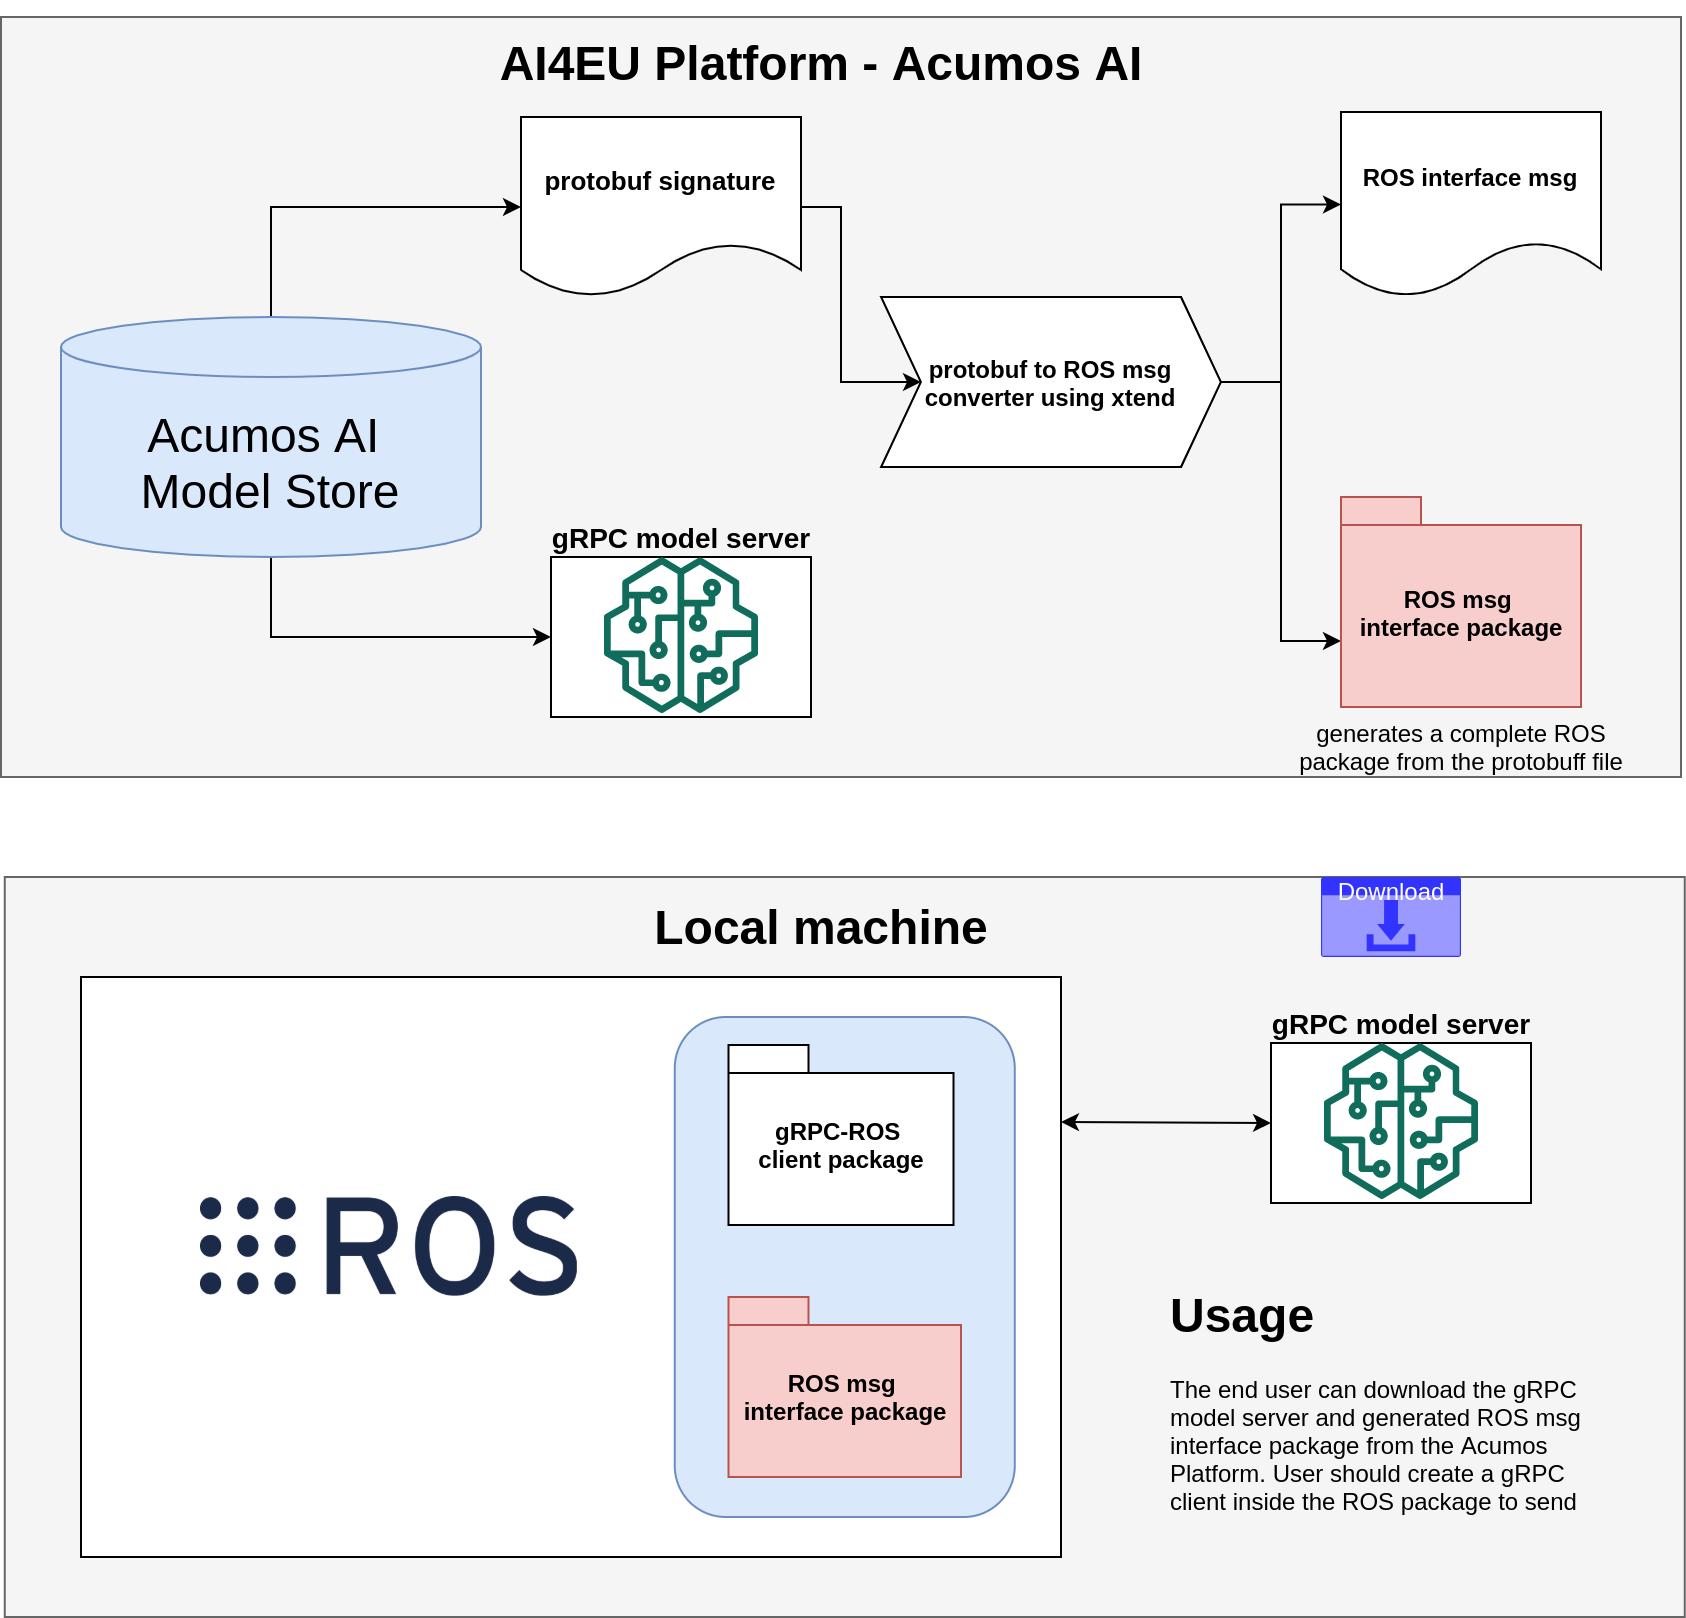 AI4EU Platform - Acumos AI
protobuf signature
ROS interface msg
protobuf to ROS msg
converter using xtend
Acumos AI
Model Store
gRPC model server
ROS msg
interface package
generates a complete ROS
package from the protobuff file
Download
Local machine
gRPC model server
gRPC-ROS
client package
ROS
ROS msg
interface package
Usage
The end user can download the gRPC
model server and generated ROS msg
interface package from the Acumos
Platform. User should create a gRPC
client inside the ROS package to send